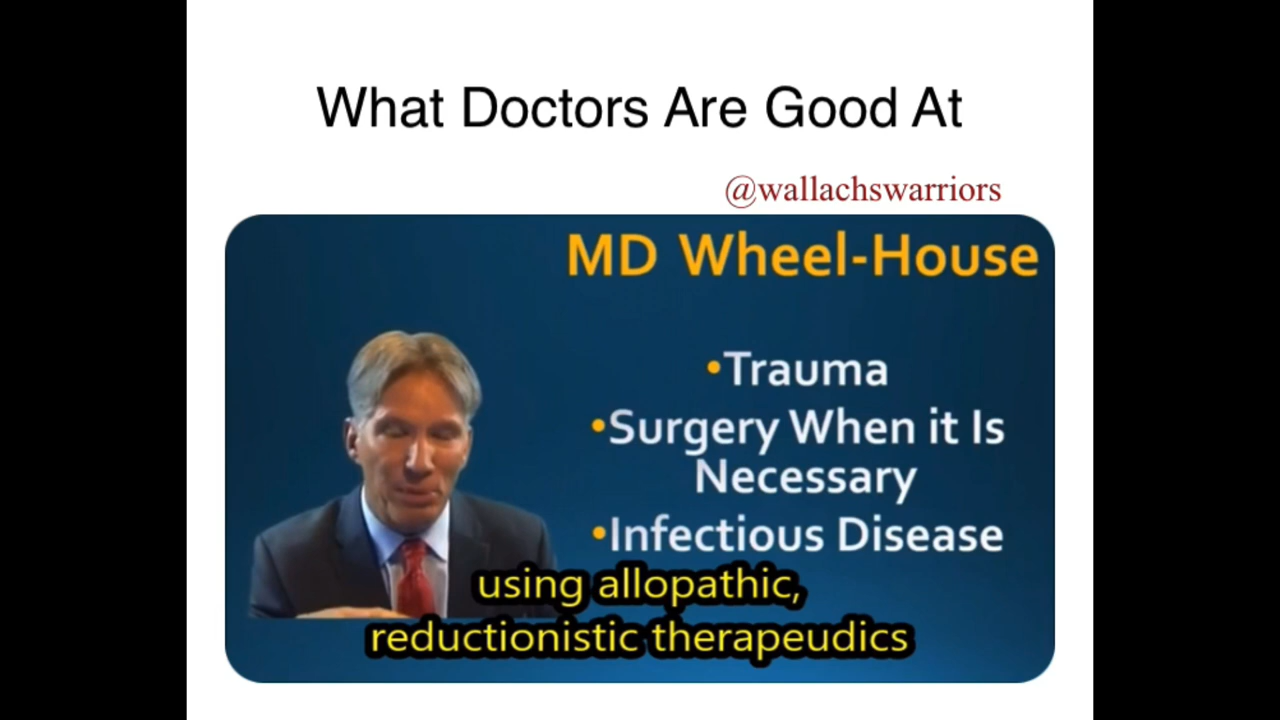 What Doctors Are Good At
@wallachswarriors
MD Wheel-House
•Trauma
•Surgery When it Is
Necessary
•Infectious Disease
using allopathic,
reductionistic therapeudics